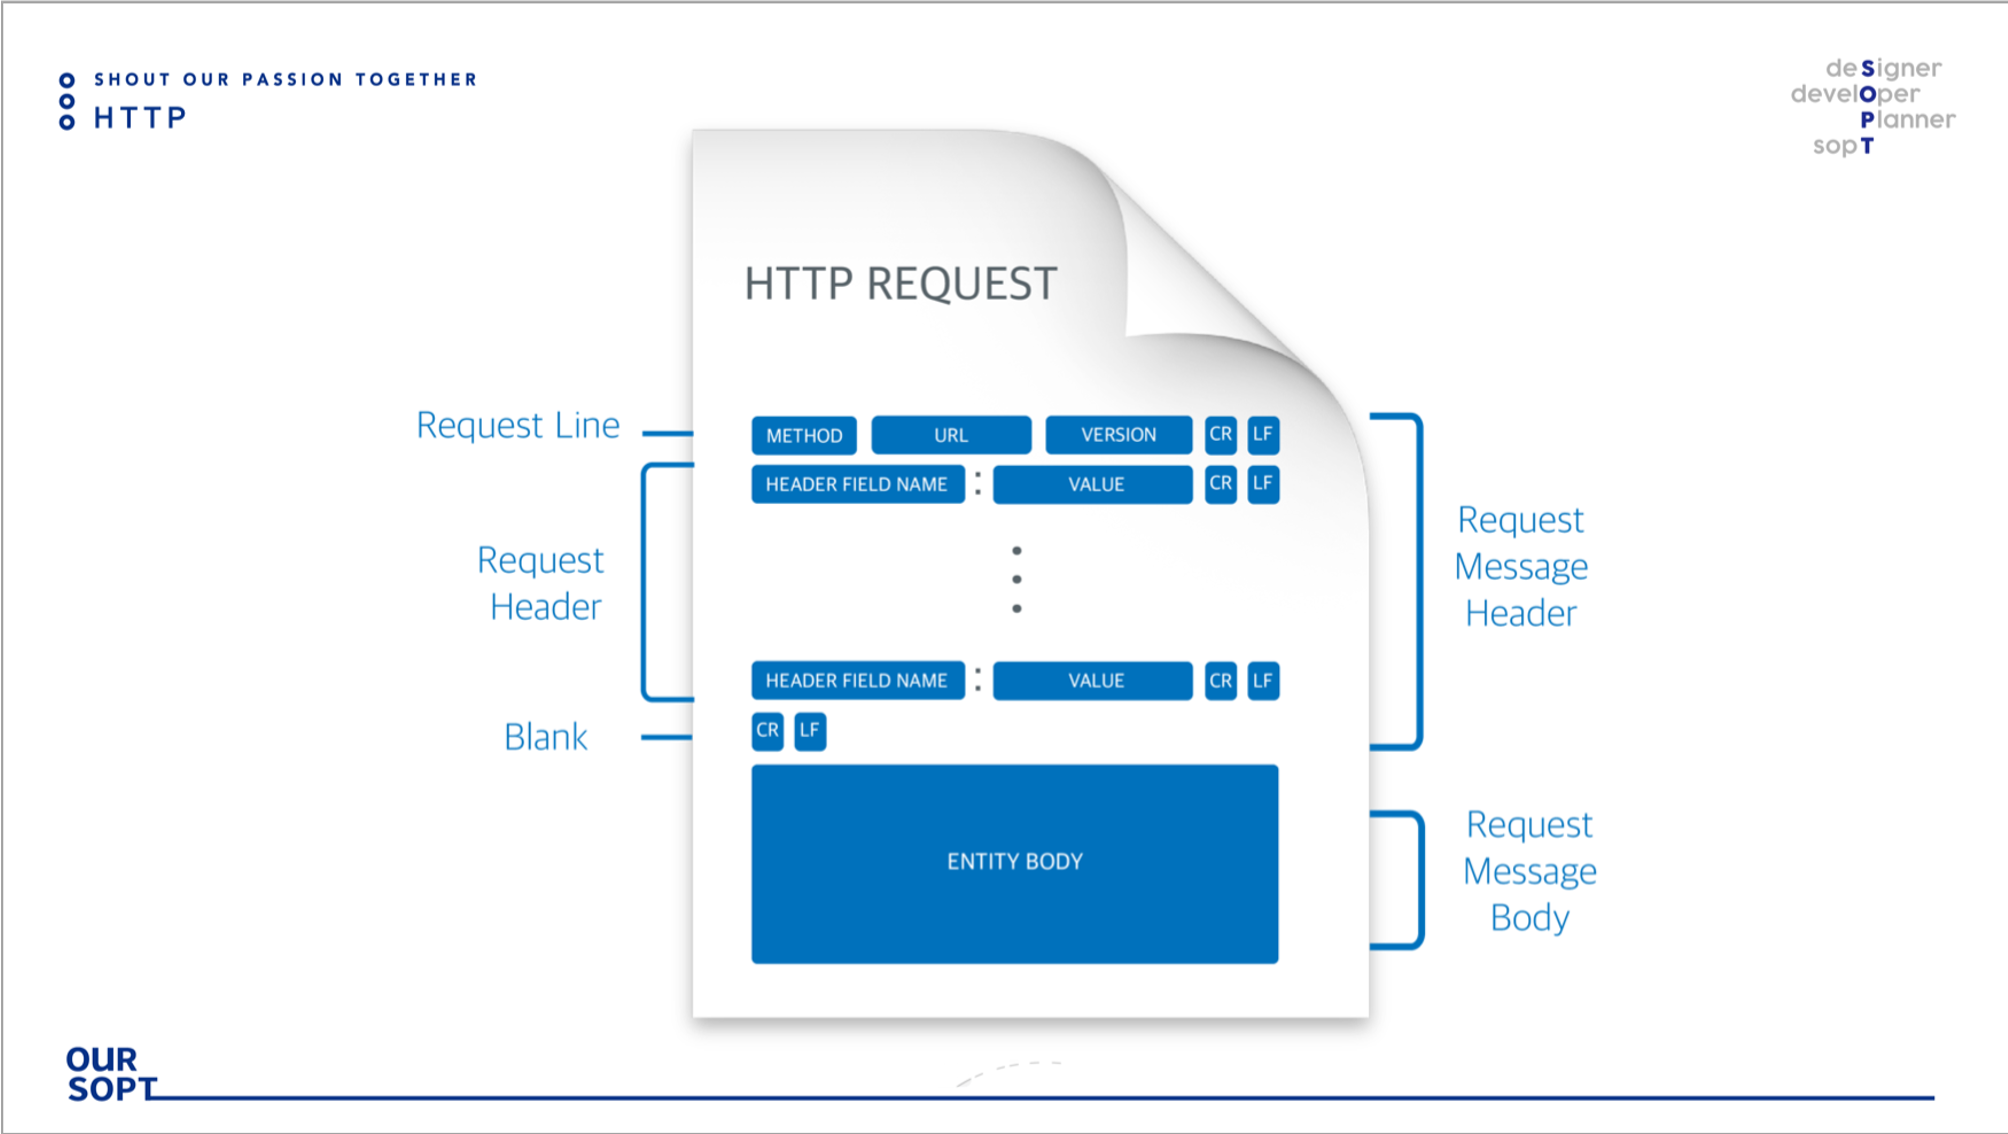 SHOUT OUR PASSION TOGETHER
HTTP
deSigner
develOper
Planner
sopT
HTTP REQUEST
Request Line
METHOD URL VERSION CR LF
HEADER FIELD NAME : VALUE CR LF
Request
Header
HEADER FIELD NAME : VALUE CR LF
Blank
CR LF
ENTITY BODY
Request
Message
Header
Request
Message
Body
OUR
SOPT